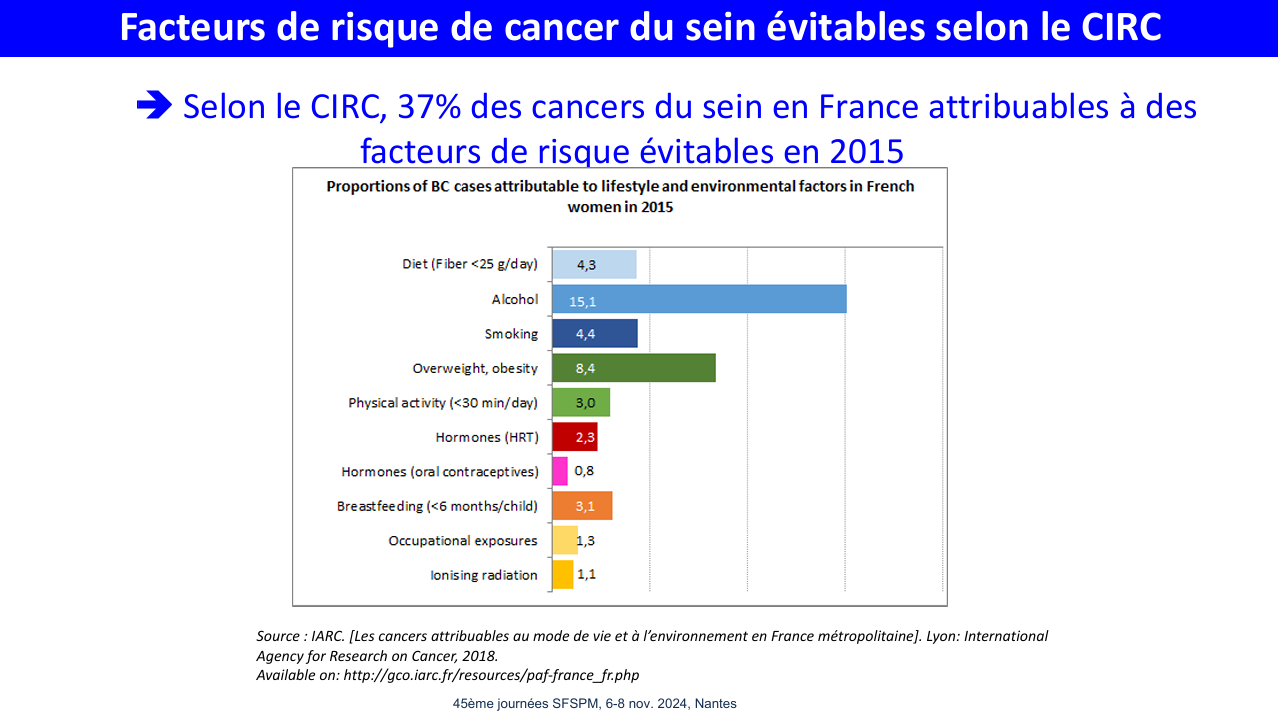 Facteurs de risque de cancer du sein évitables selon le CIRC
➔ Selon le CIRC, 37% des cancers du sein en France attribuables à des
facteurs de risque évitables en 2015
Proportions of BC cases attributable to lifestyle and environmental factors in French
women in 2015
Diet (Fiber <25 g/day) 4,3
Alcohol 15,1
Smoking 4,4
Overweight, obesity 8,4
Physical activity (<30 min/day) 3,0
Hormones (HRT) 2,3
Hormones (oral contraceptives) 0,8
Breastfeeding (<6 months/child) 3,1
Occupational exposures 1,3
Ionising radiation 1,1
Source : IARC. [Les cancers attribuables au mode de vie et à l’environnement en France métropolitaine]. Lyon: International
Agency for Research on Cancer, 2018.
Available on: http://gco.iarc.fr/resources/paf-france_fr.php
45ème journées SFSPM, 6-8 nov. 2024, Nantes